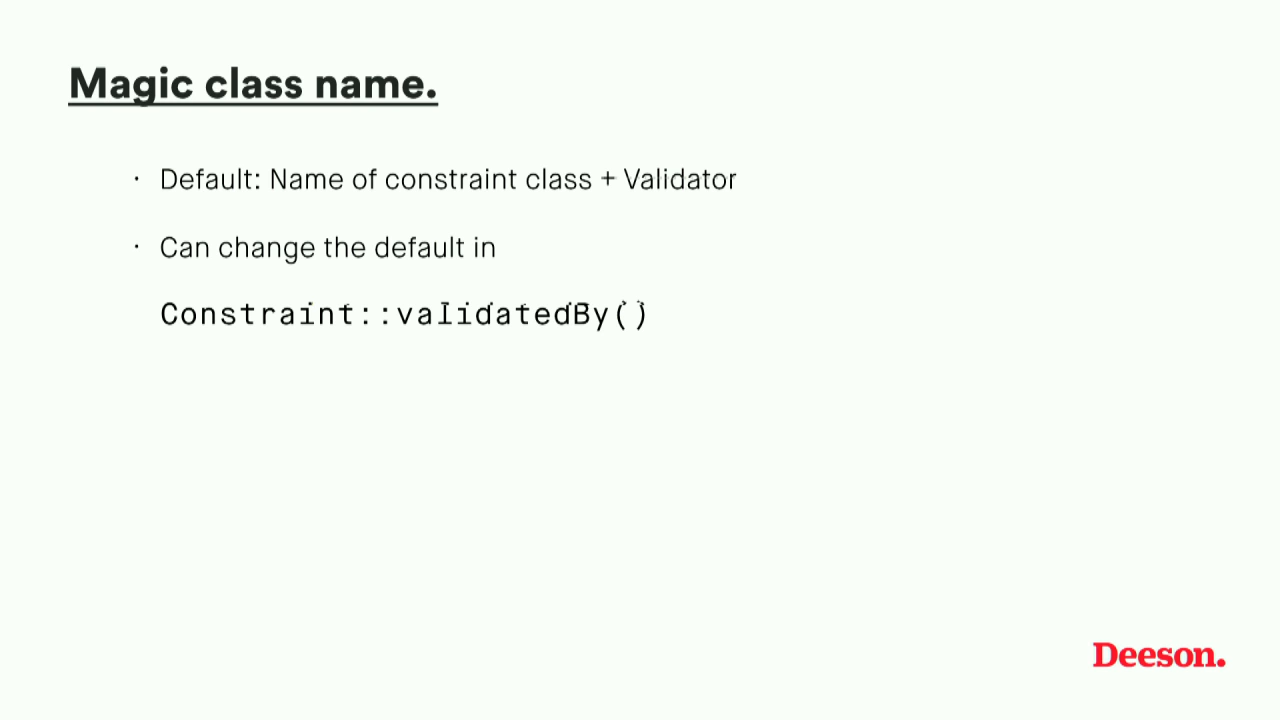 Magic class name.
· Default: Name of constraint class + Validator
· Can change the default in
Constraint::validatedBy()
Deeson.